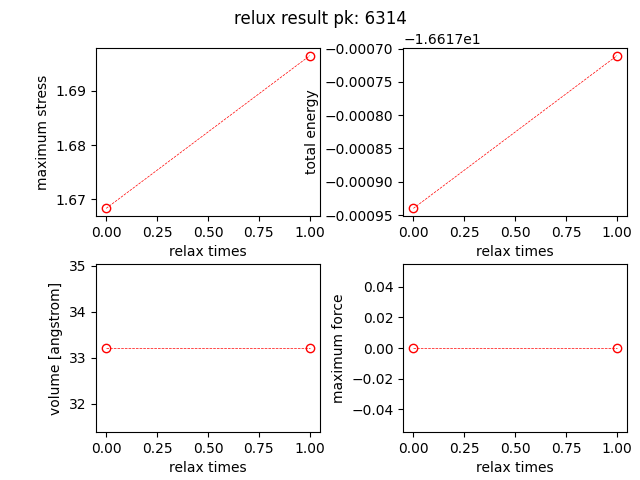 relux result pk: 6314
−1.6617e1
maximum stress
1.69
1.68
1.67
0.00 0.25 0.50 0.75 1.00
relax times
total energy
−0.00070
−0.00075
−0.00080
−0.00085
−0.00090
−0.00095
0.00 0.25 0.50 0.75 1.00
relax times
volume [angstrom]
35
34
33
32
0.00 0.25 0.50 0.75 1.00
relax times
maximum force
0.04
0.02
0.00
−0.02
−0.04
0.00 0.25 0.50 0.75 1.00
relax times